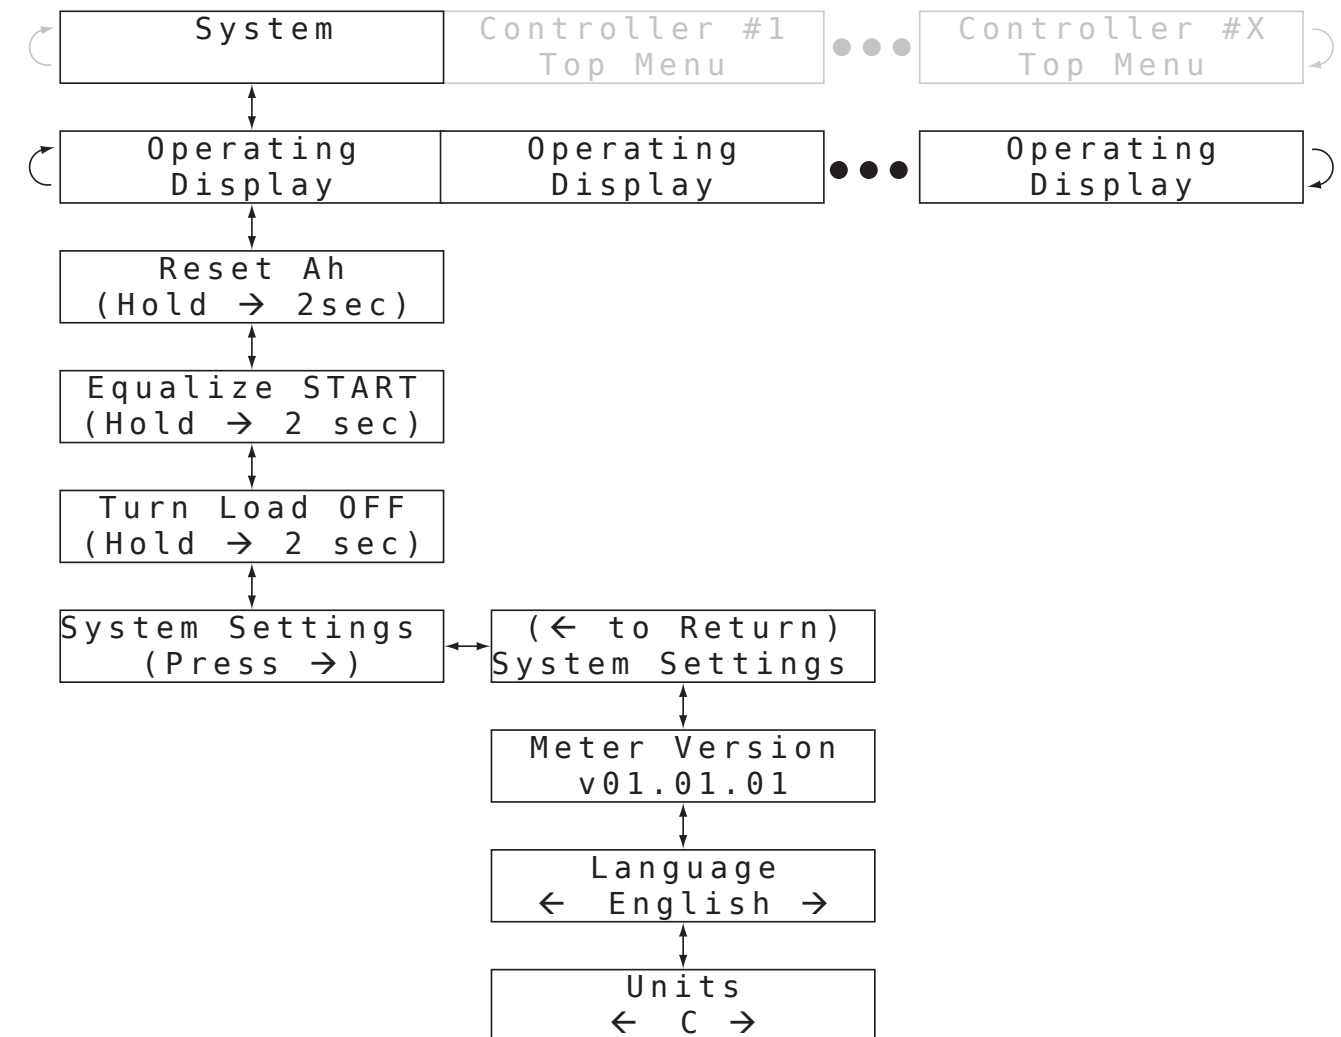 System
Controller #1
Top Menu
Controller #X
Top Menu
Operating
Display
Operating
Display
Operating
Display
Reset Ah
(Hold → 2sec)
Equalize START
(Hold → 2 sec)
Turn Load OFF
(Hold → 2 sec)
System Settings
(Press →)
(← to Return)
System Settings
Meter Version
v01.01.01
Language
← English →
Units
← C →